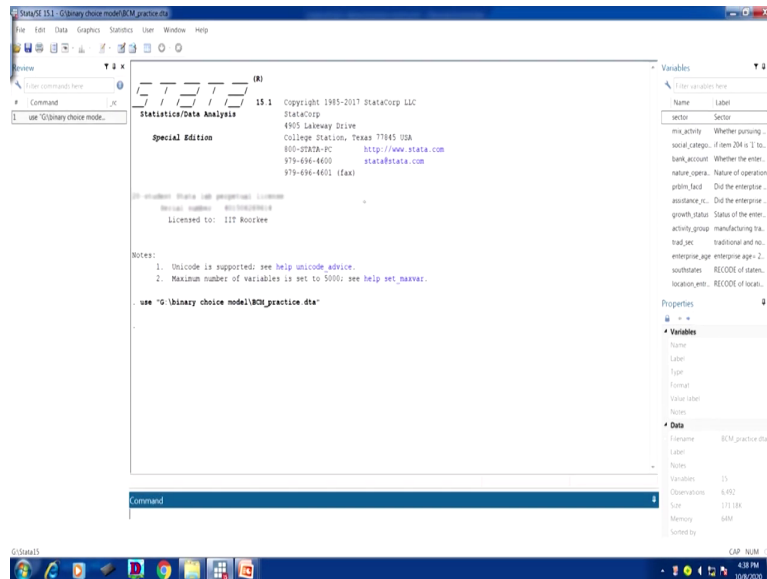 Stata/SE 15.1 - G:\binary choice model\BCM_practice.dta
File Edit Data Graphics Statistics User Window Help
Review
Filter commands here
# Command _rc
1 use "G:\binary choice mode...
(R)
15.1 Copyright 1985-2017 StataCorp LLC
Statistics/Data Analysis StataCorp
4905 Lakeway Drive
Special Edition College Station, Texas 77845 USA
800-STATA-PC http://www.stata.com
979-696-4600 stata@stata.com
979-696-4601 (fax)
student Stata lab perpetual license
Serial number
Licensed to: IIT Roorkee
Notes:
1. Unicode is supported; see help unicode_advice.
2. Maximum number of variables is set to 5000; see help set_maxvar.
. use "G:\binary choice model\BCM_practice.dta"
.
Command
Variables
Filter variables here
Name Label
sector Sector
mix_activity Whether pursuing ...
social_catego... if item 204 is '1' to...
bank_account Whether the enter...
nature_opera... Nature of operation
prblm_facd Did the enterprise ...
assistance_rc... Did the enterprise ...
growth_status Status of the enter...
activity_group manufacturing tra...
trad_sec traditional and no...
enterprise_age enterprise age= 2...
southstates RECODE of staten...
location_entr... RECODE of locati...
Properties
Variables
Name
Label
Type
Format
Value label
Notes
Data
Filename BCM_practice.dta
Label
Notes
Variables 15
Observations 6,492
Size 171.18K
Memory 64M
Sorted by
G:\Stata15
CAP NUM
4:38 PM
10/8/2020